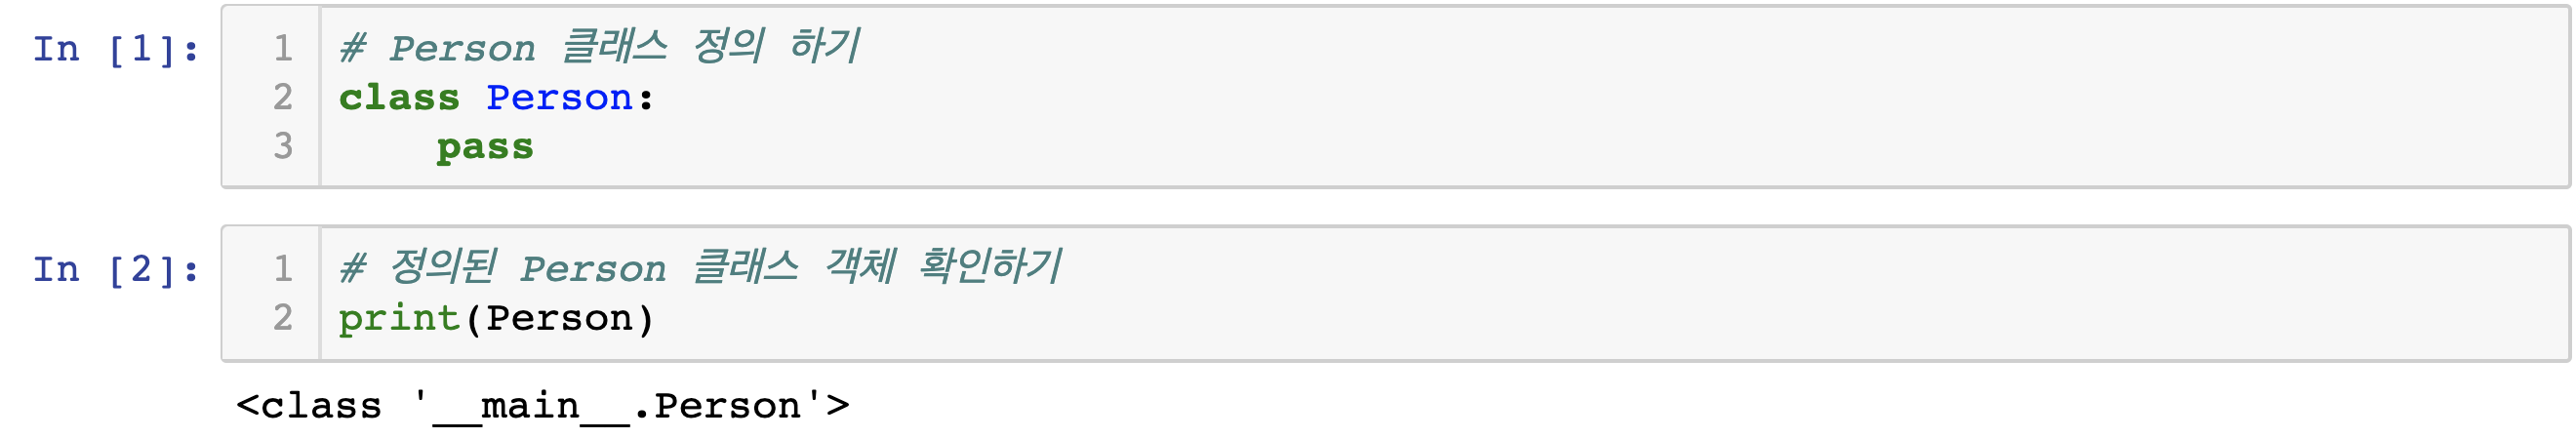 In [1]:
1 # Person 클래스 정의 하기
2 class Person:
3     pass
In [2]:
1 # 정의된 Person 클래스 객체 확인하기
2 print(Person)
<class '__main__.Person'>